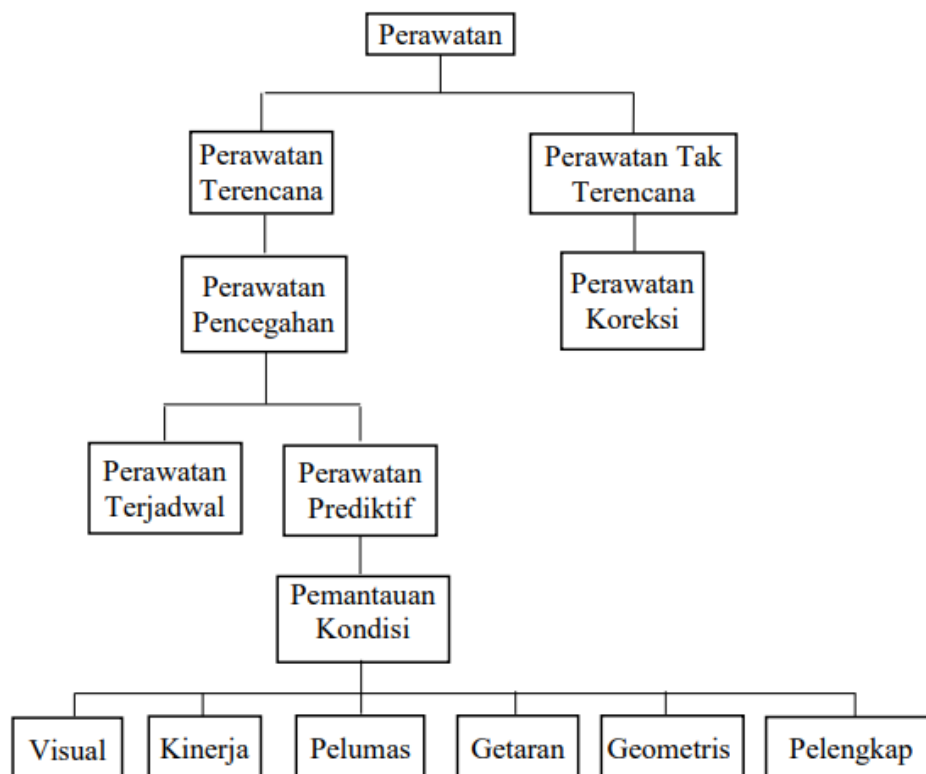 Perawatan
Perawatan
Terencana
Perawatan Tak
Terencana
Perawatan
Pencegahan
Perawatan
Koreksi
Perawatan
Terjadwal
Perawatan
Prediktif
Pemantauan
Kondisi
Visual
Kinerja
Pelumas
Getaran
Geometris
Pelengkap